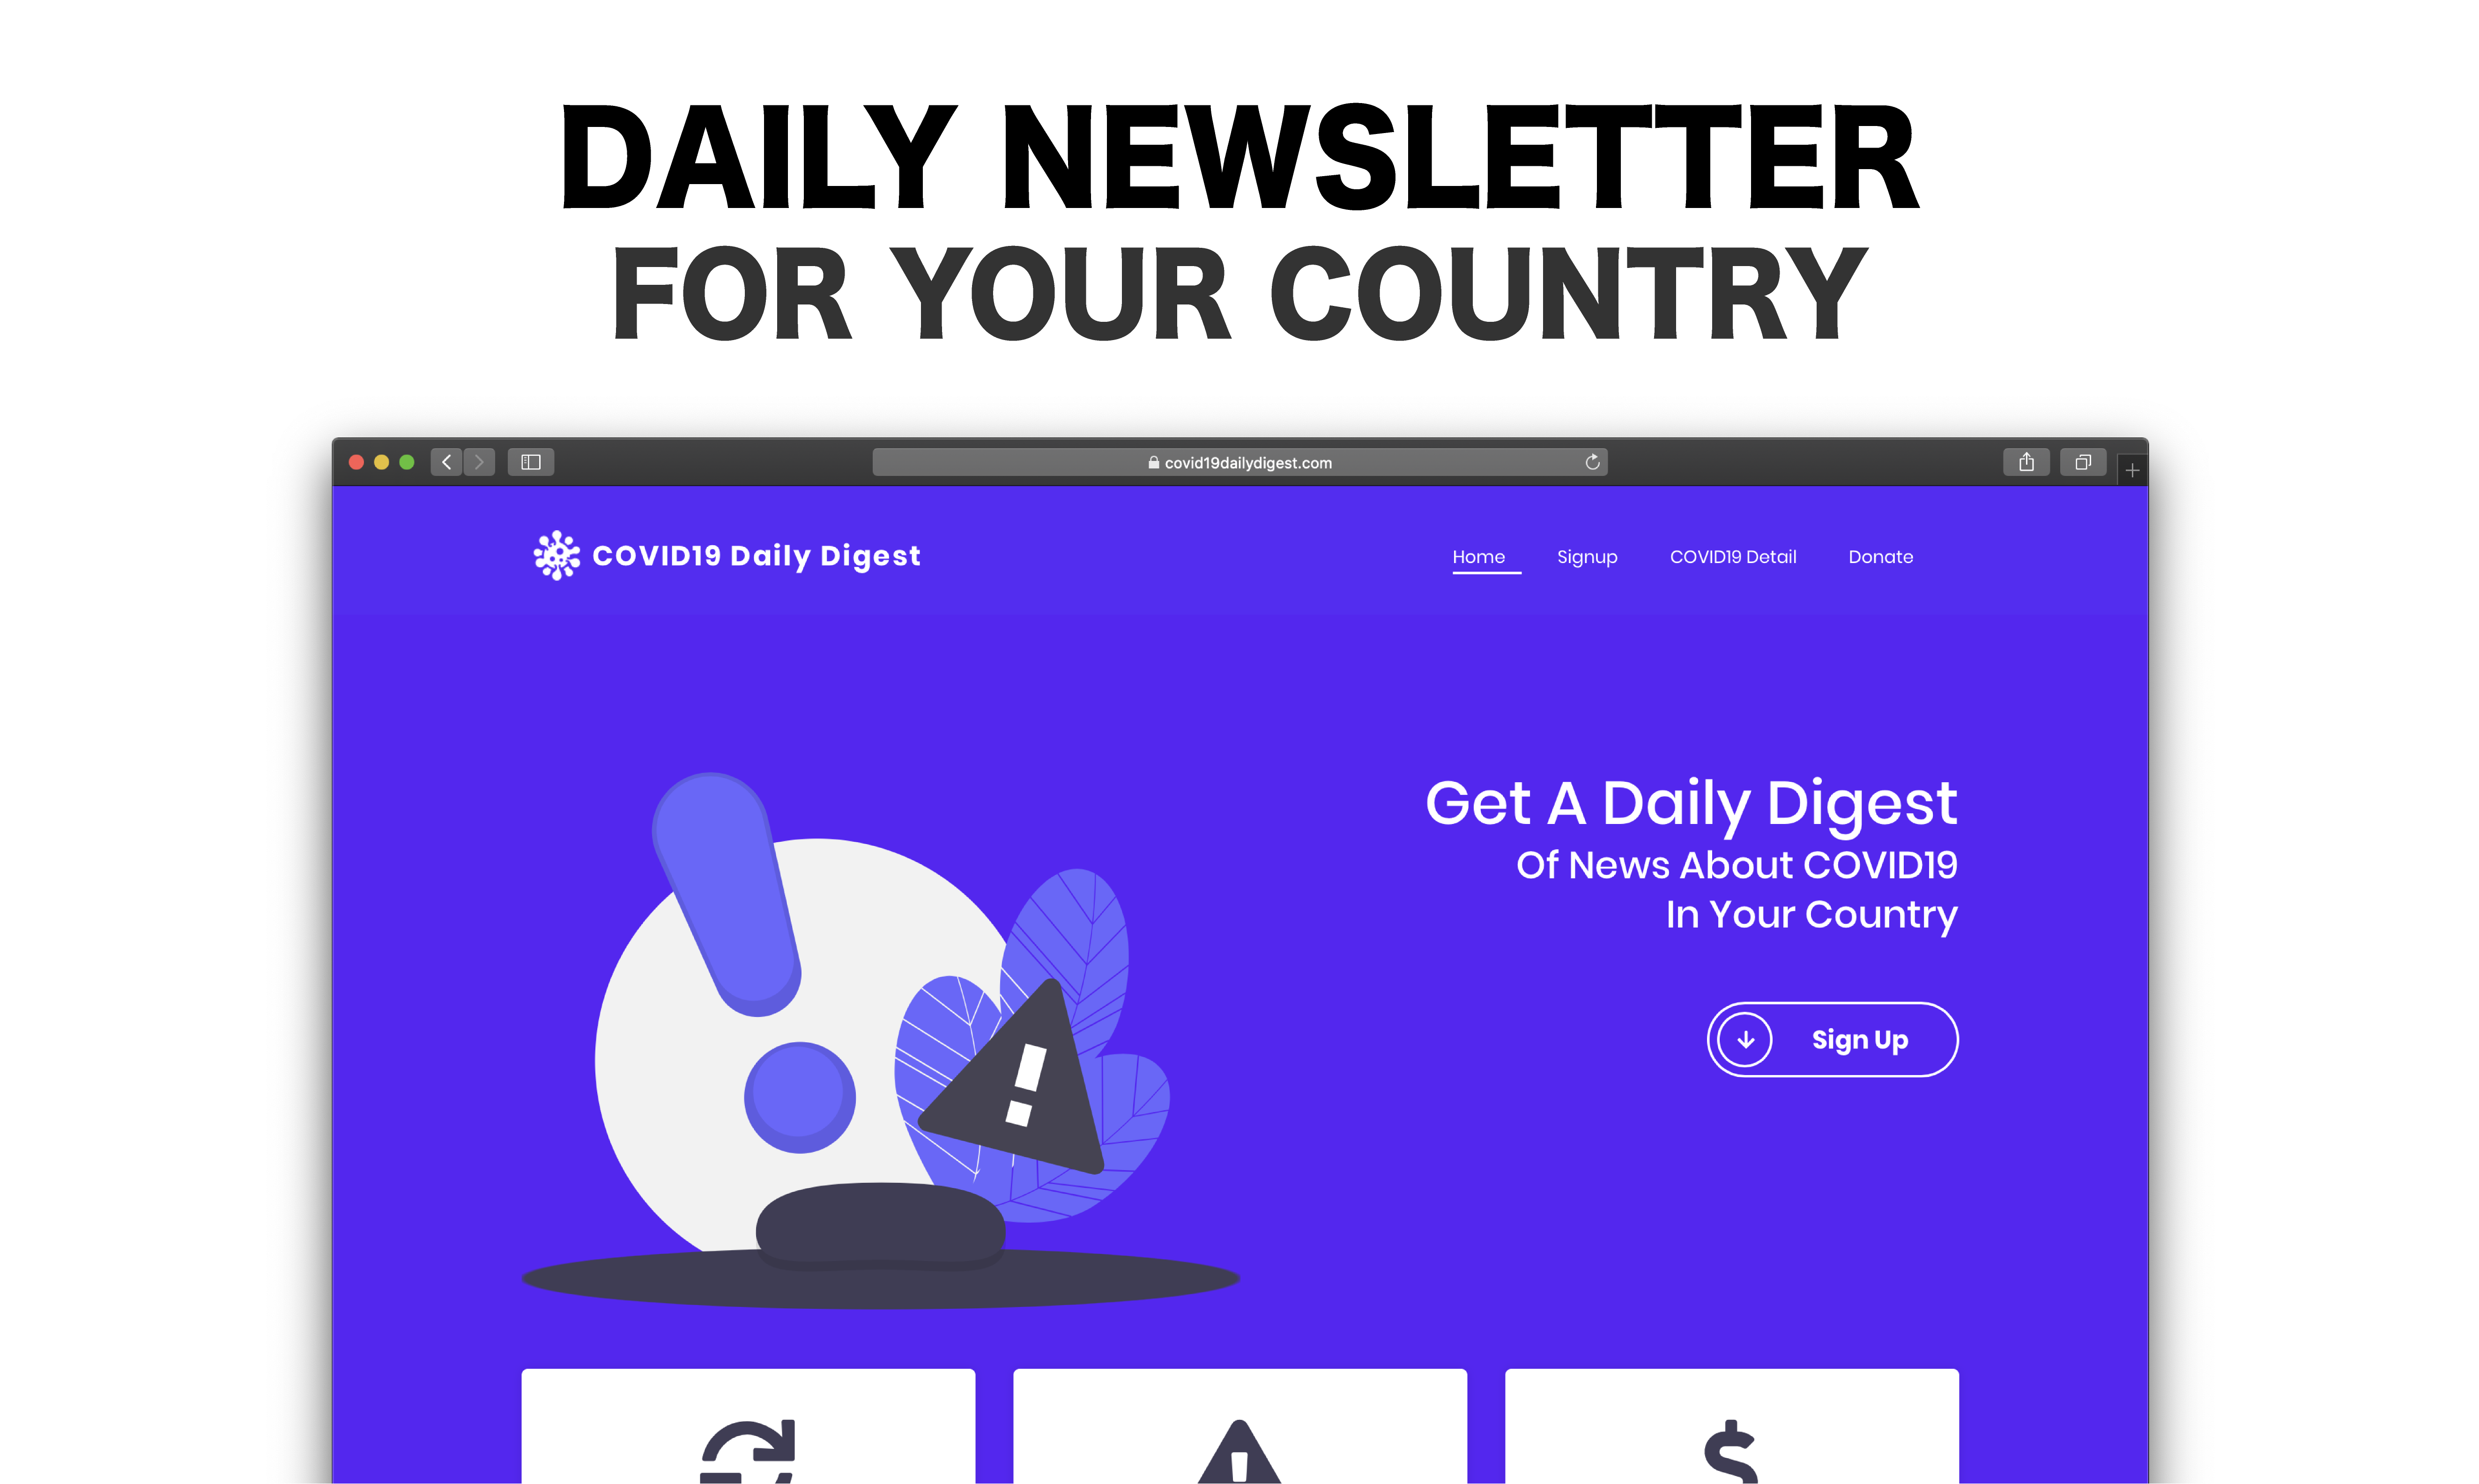 DAILY NEWSLETTER
FOR YOUR COUNTRY
covid19dailydigest.com
COVID19 Daily Digest
Home Signup COVID19 Detail Donate
Get A Daily Digest
Of News About COVID19
In Your Country
Sign Up